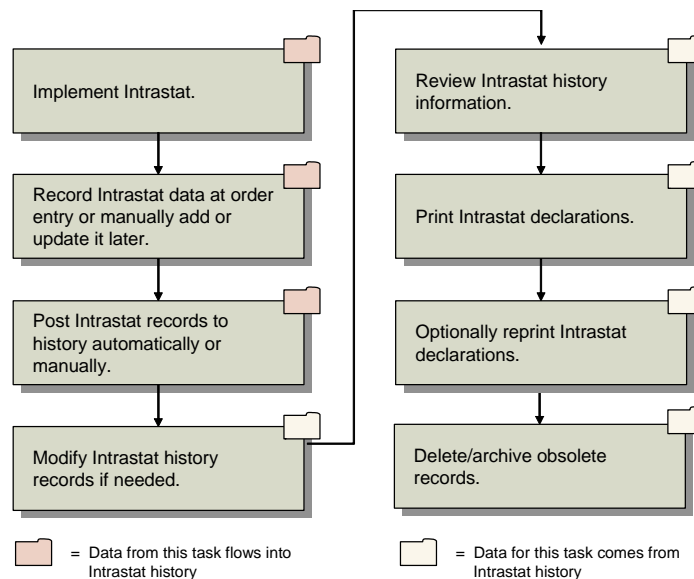 Implement Intrastat.
Record Intrastat data at order
entry or manually add or
update it later.
Post Intrastat records to
history automatically or
manually.
Modify Intrastat history
records if needed.
Review Intrastat history
information.
Print Intrastat declarations.
Optionally reprint Intrastat
declarations.
Delete/archive obsolete
records.
= Data from this task flows into
Intrastat history
= Data for this task comes from
Intrastat history